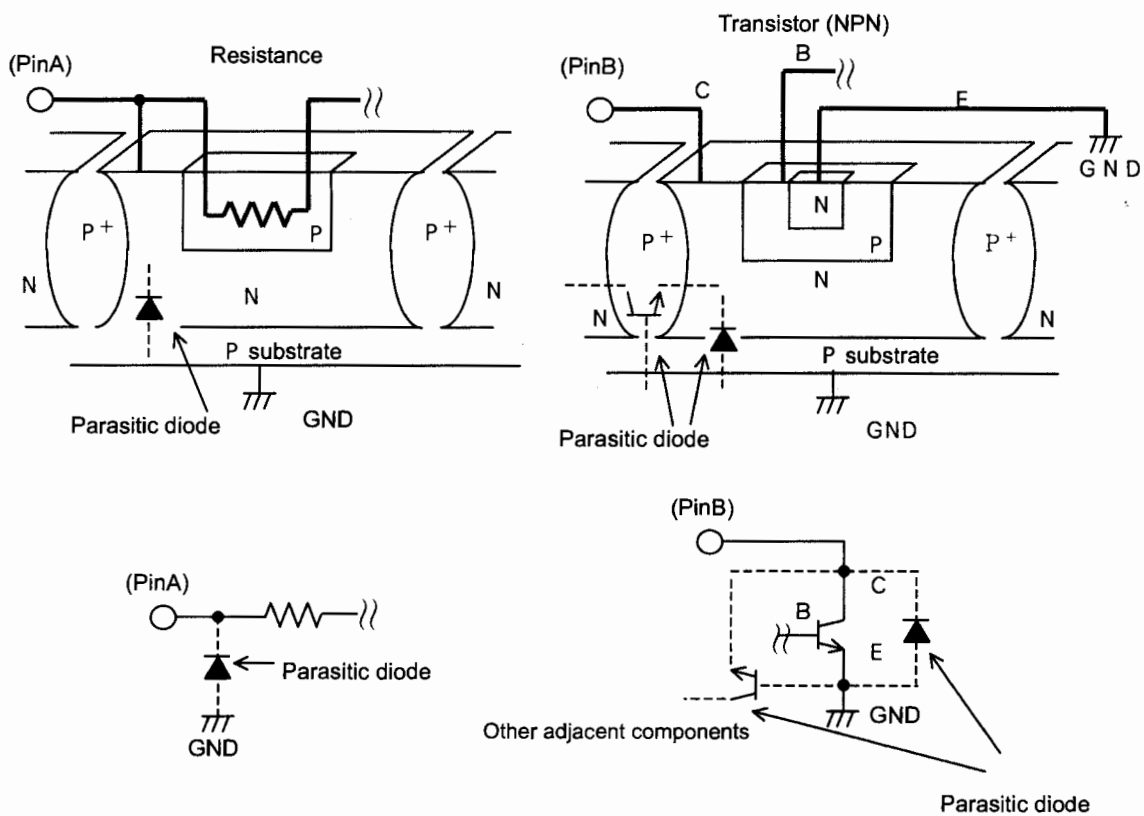 Resistance
(PinA)
P
P+
P+
N
N
N
P substrate
Parasitic diode
GND
Transistor (NPN)
B
(PinB)
C
E
GND
N
P+
P
P+
N
N
N
P substrate
Parasitic diode
GND
(PinA)
Parasitic diode
GND
(PinB)
C
B
E
GND
Other adjacent components
Parasitic diode